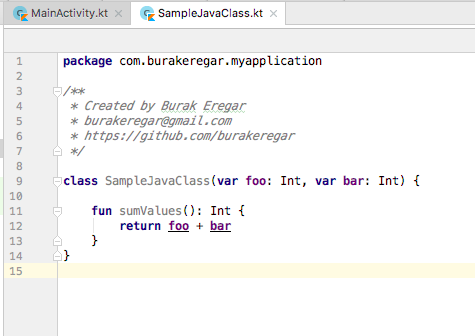 MainActivity.kt × SampleJavaClass.kt ×
1 package com.burakeregar.myapplication
2
3 /**
4 * Created by Burak Eregar
5 * burakeregar@gmail.com
6 * https://github.com/burakeregar
7 */
8
9 class SampleJavaClass(var foo: Int, var bar: Int) {
10
11 fun sumValues(): Int {
12 return foo + bar
13 }
14 }
15